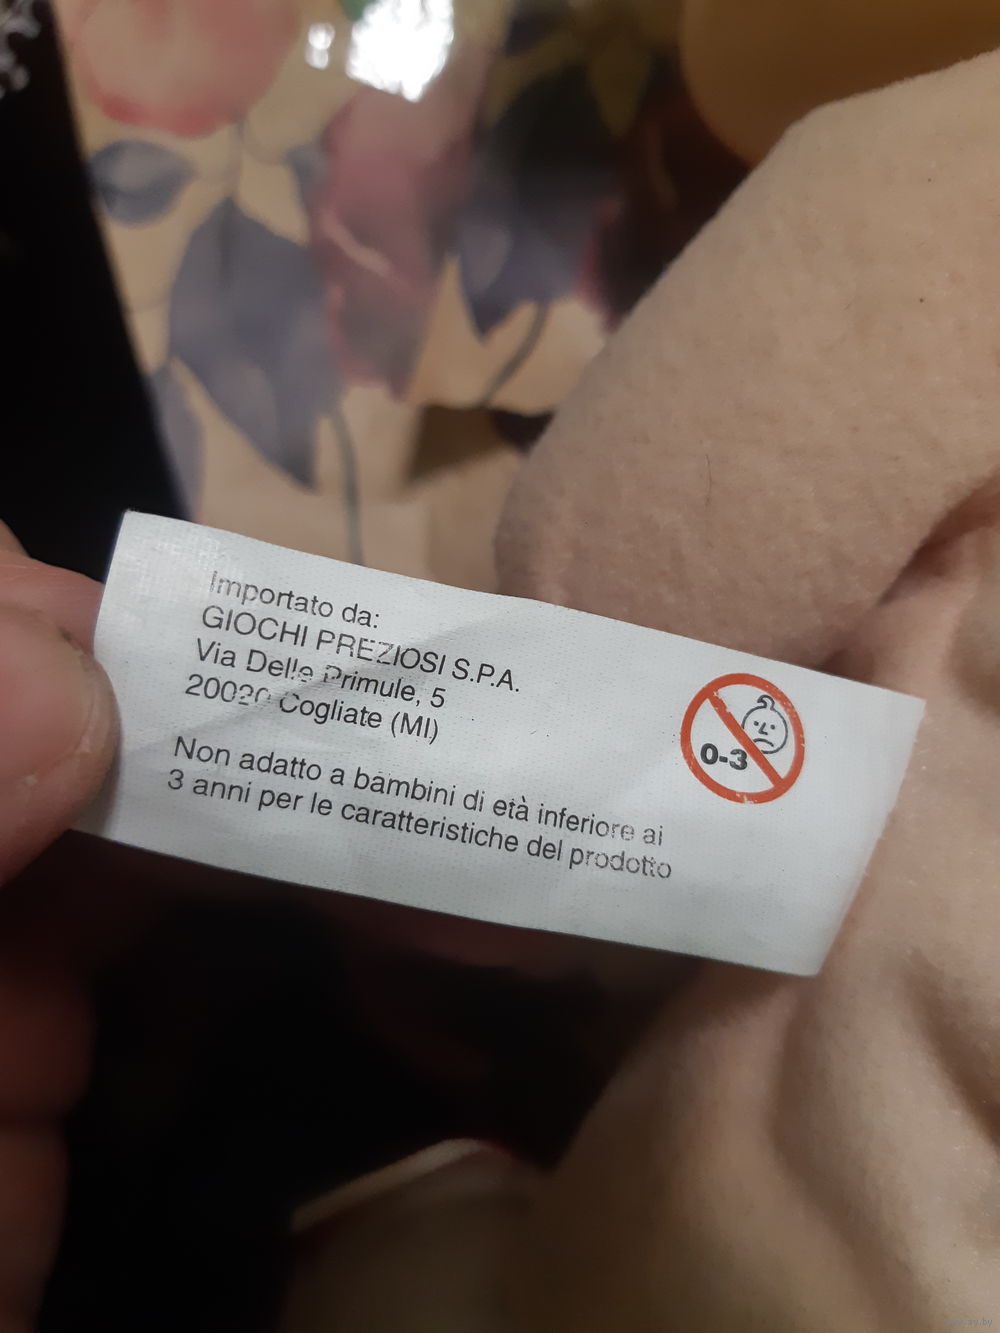 Importato da:
GIOCHI PREZIOSI S.P.A.
Via Delle Primule, 5
20020 Cogliate (MI)
Non adatto a bambini di età inferiore ai
3 anni per le caratteristiche del prodotto
0-3